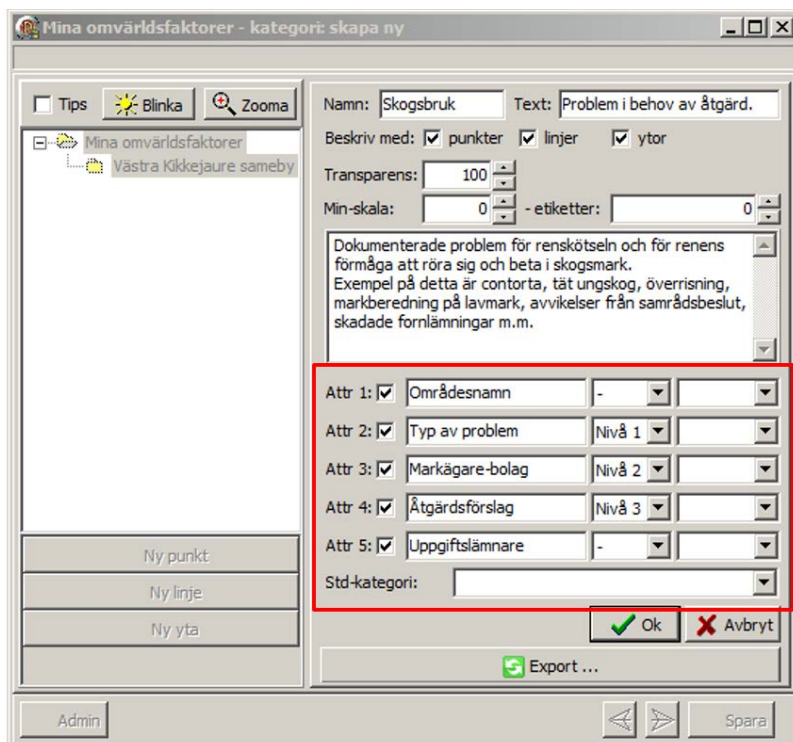 Mina omvärldsfaktorer - kategori: skapa ny
Tips Blinka Zooma
Mina omvärldsfaktorer
Västra Kikkejaure sameby
Ny punkt
Ny linje
Ny yta
Namn: Skogsbruk Text: Problem i behov av åtgärd.
Beskriv med: punkter linjer ytor
Transparens: 100
Min-skala: 0 - etiketter: 0
Dokumenterade problem för renskötseln och för renens
förmåga att röra sig och beta i skogsmark.
Exempel på detta är contorta, tät ungskog, överrisning,
markberedning på lavmark, avvikelser från samrådsbeslut,
skadade fornlämningar m.m.
Attr 1: Områdesnamn -
Attr 2: Typ av problem Nivå 1
Attr 3: Markägare-bolag Nivå 2
Attr 4: Åtgärdsförslag Nivå 3
Attr 5: Uppgiftslämnare -
Std-kategori:
Ok Avbryt
Export ...
Admin Spara